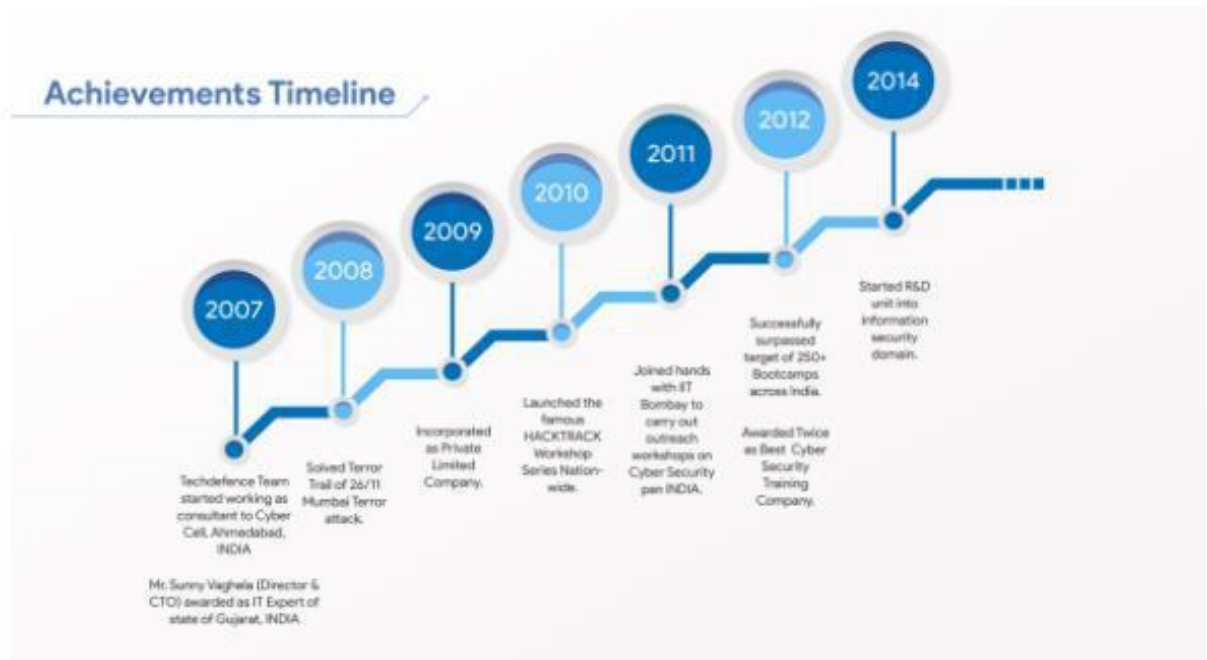 Achievements Timeline
2007
Techdefence Team
started working as
consultant to Cyber
Cell, Ahmedabad,
INDIA
Mr. Sunny Vaghela (Director &
CTO) awarded as IT Expert of
state of Gujarat, INDIA
2008
Solved Terror
Trail of 26/11
Mumbai Terror
attack.
2009
Incorporated
as Private
Limited
Company.
2010
Launched the
famous
HACKTRACK
Workshop
Series Nation-
wide.
2011
Joined hands
with IIT
Bombay to
carry out
outreach
workshops on
Cyber Security
pan INDIA.
2012
Successfully
surpassed
target of 250+
Bootcamps
across India.
Awarded Twice
as Best Cyber
Security
Training
Company.
2014
Started R&D
unit into
Information
security
domain.